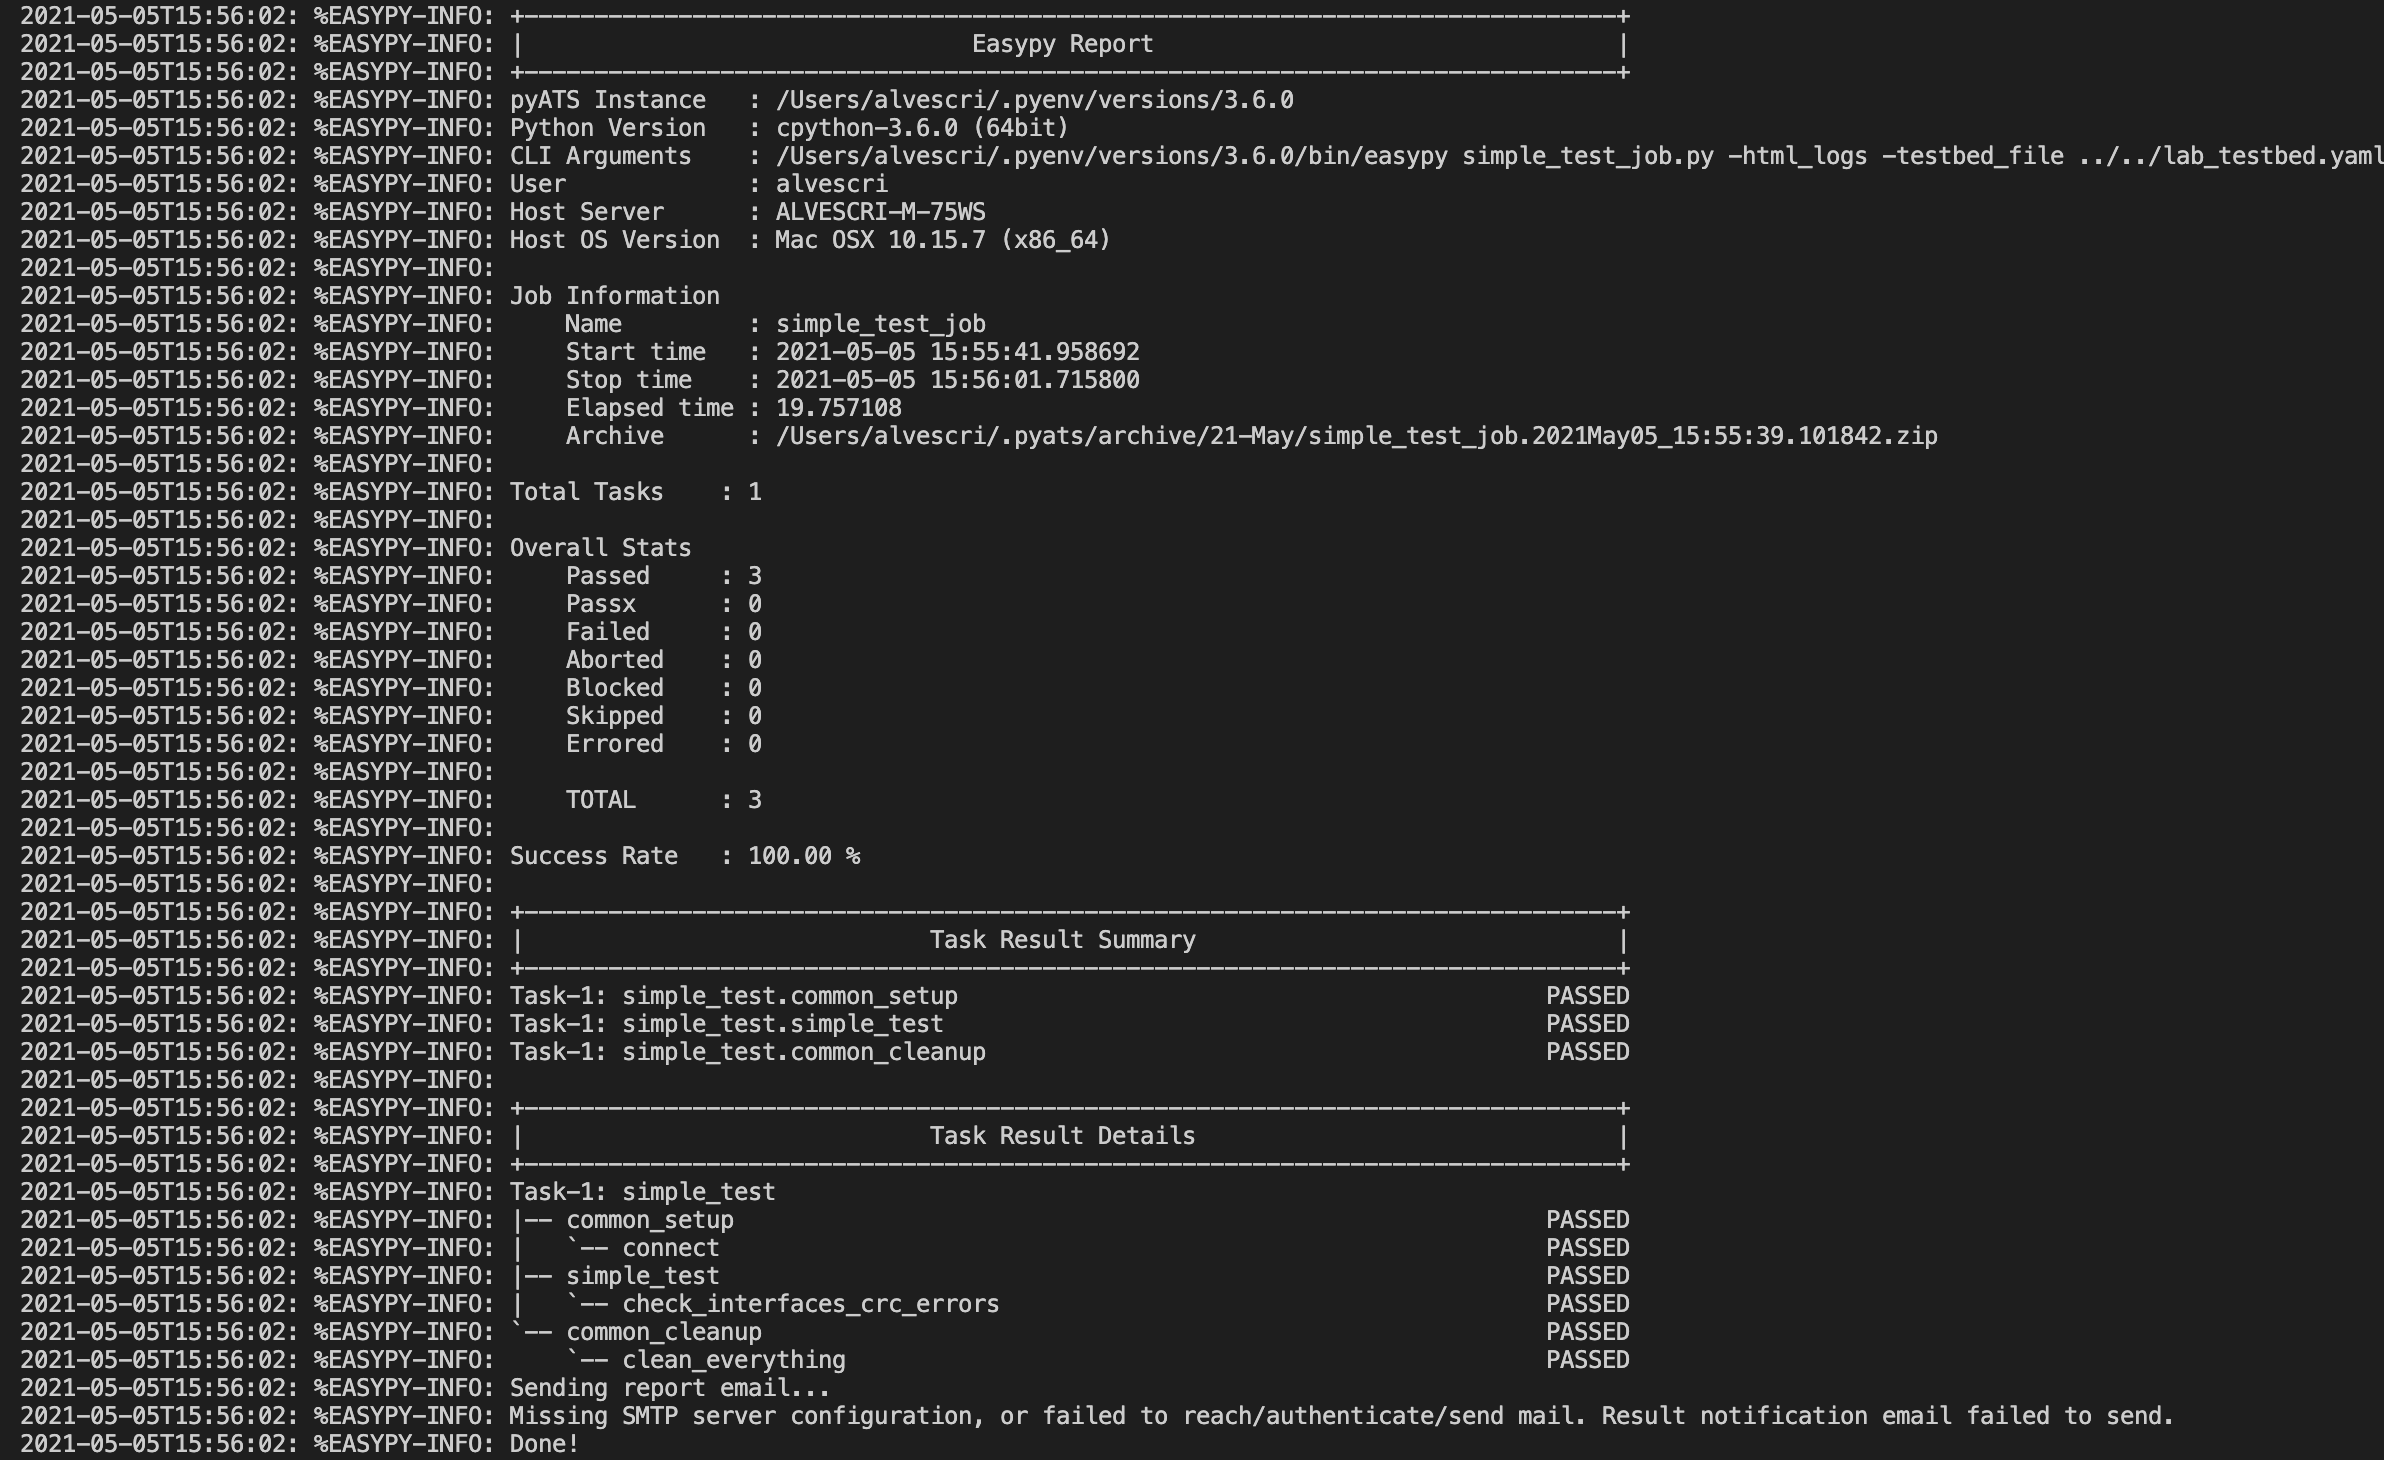 2021-05-05T15:56:02: %EASYPY-INFO: +------------------------------------------------------------------------------+
2021-05-05T15:56:02: %EASYPY-INFO: |                                Easypy Report                                 |
2021-05-05T15:56:02: %EASYPY-INFO: +------------------------------------------------------------------------------+
2021-05-05T15:56:02: %EASYPY-INFO: pyATS Instance   : /Users/alvescri/.pyenv/versions/3.6.0
2021-05-05T15:56:02: %EASYPY-INFO: Python Version   : cpython-3.6.0 (64bit)
2021-05-05T15:56:02: %EASYPY-INFO: CLI Arguments    : /Users/alvescri/.pyenv/versions/3.6.0/bin/easypy simple_test_job.py -html_logs -testbed_file ../../lab_testbed.yaml
2021-05-05T15:56:02: %EASYPY-INFO: User             : alvescri
2021-05-05T15:56:02: %EASYPY-INFO: Host Server      : ALVESCRI-M-75WS
2021-05-05T15:56:02: %EASYPY-INFO: Host OS Version  : Mac OSX 10.15.7 (x86_64)
2021-05-05T15:56:02: %EASYPY-INFO:
2021-05-05T15:56:02: %EASYPY-INFO: Job Information
2021-05-05T15:56:02: %EASYPY-INFO:     Name         : simple_test_job
2021-05-05T15:56:02: %EASYPY-INFO:     Start time   : 2021-05-05 15:55:41.958692
2021-05-05T15:56:02: %EASYPY-INFO:     Stop time    : 2021-05-05 15:56:01.715800
2021-05-05T15:56:02: %EASYPY-INFO:     Elapsed time : 19.757108
2021-05-05T15:56:02: %EASYPY-INFO:     Archive      : /Users/alvescri/.pyats/archive/21-May/simple_test_job.2021May05_15:55:39.101842.zip
2021-05-05T15:56:02: %EASYPY-INFO:
2021-05-05T15:56:02: %EASYPY-INFO: Total Tasks    : 1
2021-05-05T15:56:02: %EASYPY-INFO:
2021-05-05T15:56:02: %EASYPY-INFO: Overall Stats
2021-05-05T15:56:02: %EASYPY-INFO:     Passed     : 3
2021-05-05T15:56:02: %EASYPY-INFO:     Passx      : 0
2021-05-05T15:56:02: %EASYPY-INFO:     Failed     : 0
2021-05-05T15:56:02: %EASYPY-INFO:     Aborted    : 0
2021-05-05T15:56:02: %EASYPY-INFO:     Blocked    : 0
2021-05-05T15:56:02: %EASYPY-INFO:     Skipped    : 0
2021-05-05T15:56:02: %EASYPY-INFO:     Errored    : 0
2021-05-05T15:56:02: %EASYPY-INFO:
2021-05-05T15:56:02: %EASYPY-INFO:     TOTAL      : 3
2021-05-05T15:56:02: %EASYPY-INFO:
2021-05-05T15:56:02: %EASYPY-INFO: Success Rate   : 100.00 %
2021-05-05T15:56:02: %EASYPY-INFO:
2021-05-05T15:56:02: %EASYPY-INFO: +------------------------------------------------------------------------------+
2021-05-05T15:56:02: %EASYPY-INFO: |                             Task Result Summary                              |
2021-05-05T15:56:02: %EASYPY-INFO: +------------------------------------------------------------------------------+
2021-05-05T15:56:02: %EASYPY-INFO: Task-1: simple_test.common_setup                                          PASSED
2021-05-05T15:56:02: %EASYPY-INFO: Task-1: simple_test.simple_test                                           PASSED
2021-05-05T15:56:02: %EASYPY-INFO: Task-1: simple_test.common_cleanup                                        PASSED
2021-05-05T15:56:02: %EASYPY-INFO:
2021-05-05T15:56:02: %EASYPY-INFO: +------------------------------------------------------------------------------+
2021-05-05T15:56:02: %EASYPY-INFO: |                             Task Result Details                              |
2021-05-05T15:56:02: %EASYPY-INFO: +------------------------------------------------------------------------------+
2021-05-05T15:56:02: %EASYPY-INFO: Task-1: simple_test
2021-05-05T15:56:02: %EASYPY-INFO: |-- common_setup                                                          PASSED
2021-05-05T15:56:02: %EASYPY-INFO: |   `-- connect                                                           PASSED
2021-05-05T15:56:02: %EASYPY-INFO: |-- simple_test                                                           PASSED
2021-05-05T15:56:02: %EASYPY-INFO: |   `-- check_interfaces_crc_errors                                       PASSED
2021-05-05T15:56:02: %EASYPY-INFO: `-- common_cleanup                                                        PASSED
2021-05-05T15:56:02: %EASYPY-INFO:     `-- clean_everything                                                  PASSED
2021-05-05T15:56:02: %EASYPY-INFO: Sending report email...
2021-05-05T15:56:02: %EASYPY-INFO: Missing SMTP server configuration, or failed to reach/authenticate/send mail. Result notification email failed to send.
2021-05-05T15:56:02: %EASYPY-INFO: Done!